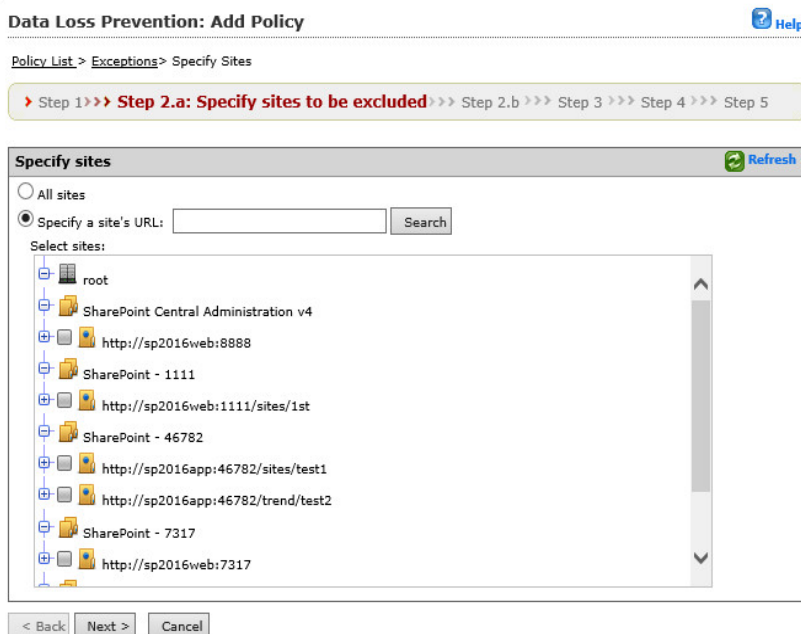 Data Loss Prevention: Add Policy
Help
Policy List > Exceptions> Specify Sites
Step 1 >>> Step 2.a: Specify sites to be excluded >>> Step 2.b >>> Step 3 >>> Step 4 >>> Step 5
Specify sites
Refresh
All sites
Specify a site's URL:
Search
Select sites:
root
SharePoint Central Administration v4
http://sp2016web:8888
SharePoint - 1111
http://sp2016web:1111/sites/1st
SharePoint - 46782
http://sp2016app:46782/sites/test1
http://sp2016app:46782/trend/test2
SharePoint - 7317
http://sp2016web:7317
< Back
Next >
Cancel